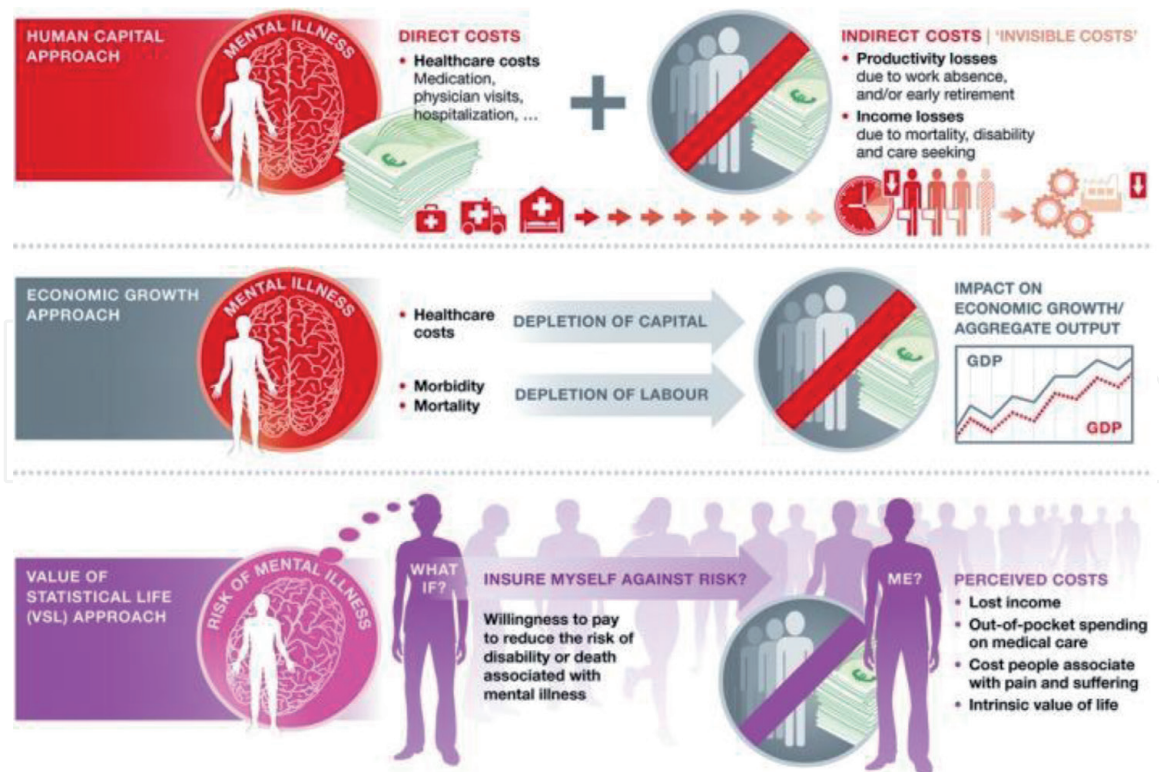 HUMAN CAPITAL
APPROACH
MENTAL ILLNESS
DIRECT COSTS
• Healthcare costs
Medication,
physician visits,
hospitalization, ...
+
INDIRECT COSTS | 'INVISIBLE COSTS'
• Productivity losses
due to work absence,
and/or early retirement
• Income losses
due to mortality, disability
and care seeking
ECONOMIC GROWTH
APPROACH
MENTAL ILLNESS
• Healthcare
costs
DEPLETION OF CAPITAL
• Morbidity
• Mortality
DEPLETION OF LABOUR
IMPACT ON
ECONOMIC GROWTH/
AGGREGATE OUTPUT
GDP
GDP
VALUE OF
STATISTICAL LIFE
(VSL) APPROACH
RISK OF MENTAL ILLNESS
WHAT
IF?
INSURE MYSELF AGAINST RISK?
Willingness to pay
to reduce the risk of
disability or death
associated with
mental illness
ME?
PERCEIVED COSTS
• Lost income
• Out-of-pocket spending
on medical care
• Cost people associate
with pain and suffering
• Intrinsic value of life